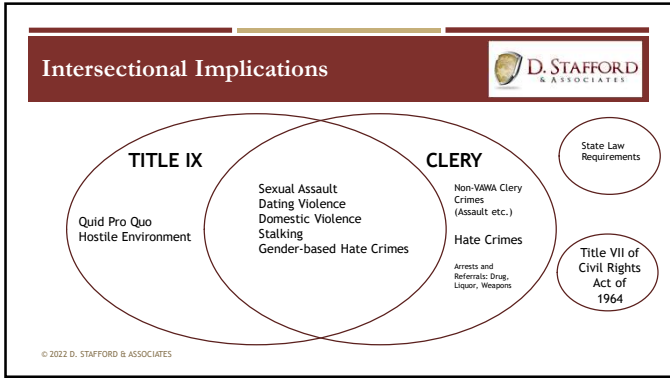 Intersectional Implications
D. STAFFORD
& ASSOCIATES
TITLE IX
Quid Pro Quo
Hostile Environment
Sexual Assault
Dating Violence
Domestic Violence
Stalking
Gender-based Hate Crimes
CLERY
Non-VAWA Clery
Crimes
(Assault etc.)
Hate Crimes
Arrests and
Referrals: Drug,
Liquor, Weapons
State Law
Requirements
Title VII of
Civil Rights
Act of
1964
© 2022 D. STAFFORD & ASSOCIATES